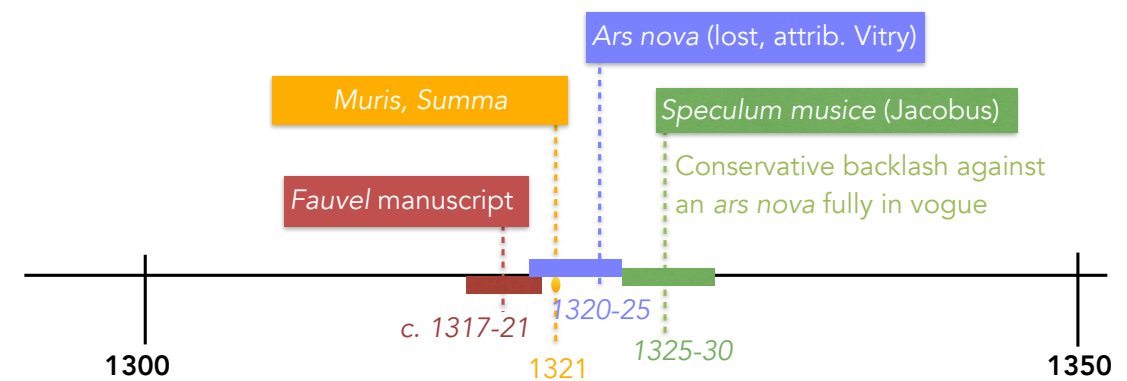 Ars nova (lost, attrib. Vitry)
Muris, Summa
Speculum musice (Jacobus)
Conservative backlash against
an ars nova fully in vogue
Fauvel manuscript
1320-25
c. 1317-21
1325-30
1300
1321
1350